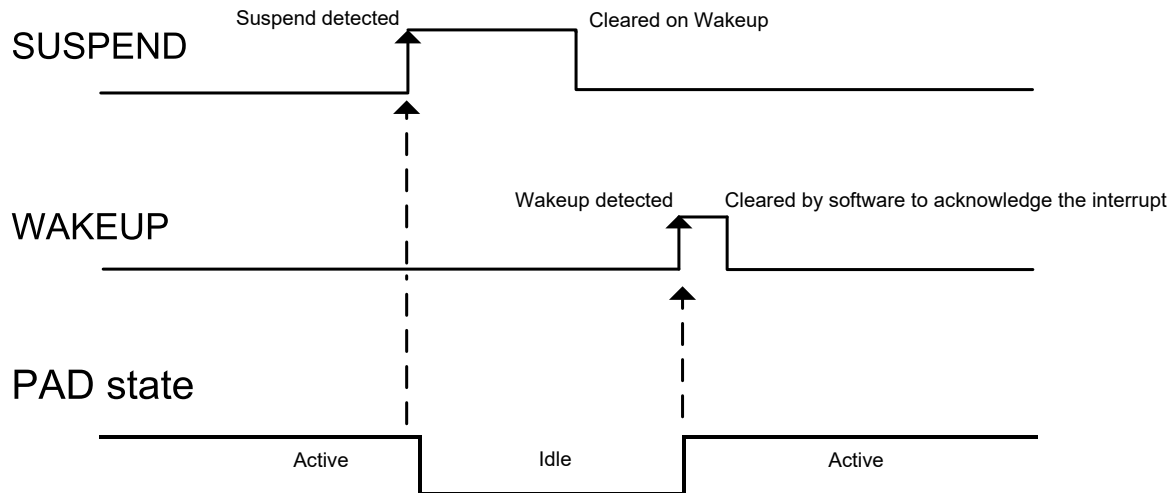 Suspend detected
Cleared on Wakeup
SUSPEND
Wakeup detected
Cleared by software to acknowledge the interrupt
WAKEUP
PAD state
Active
Idle
Active